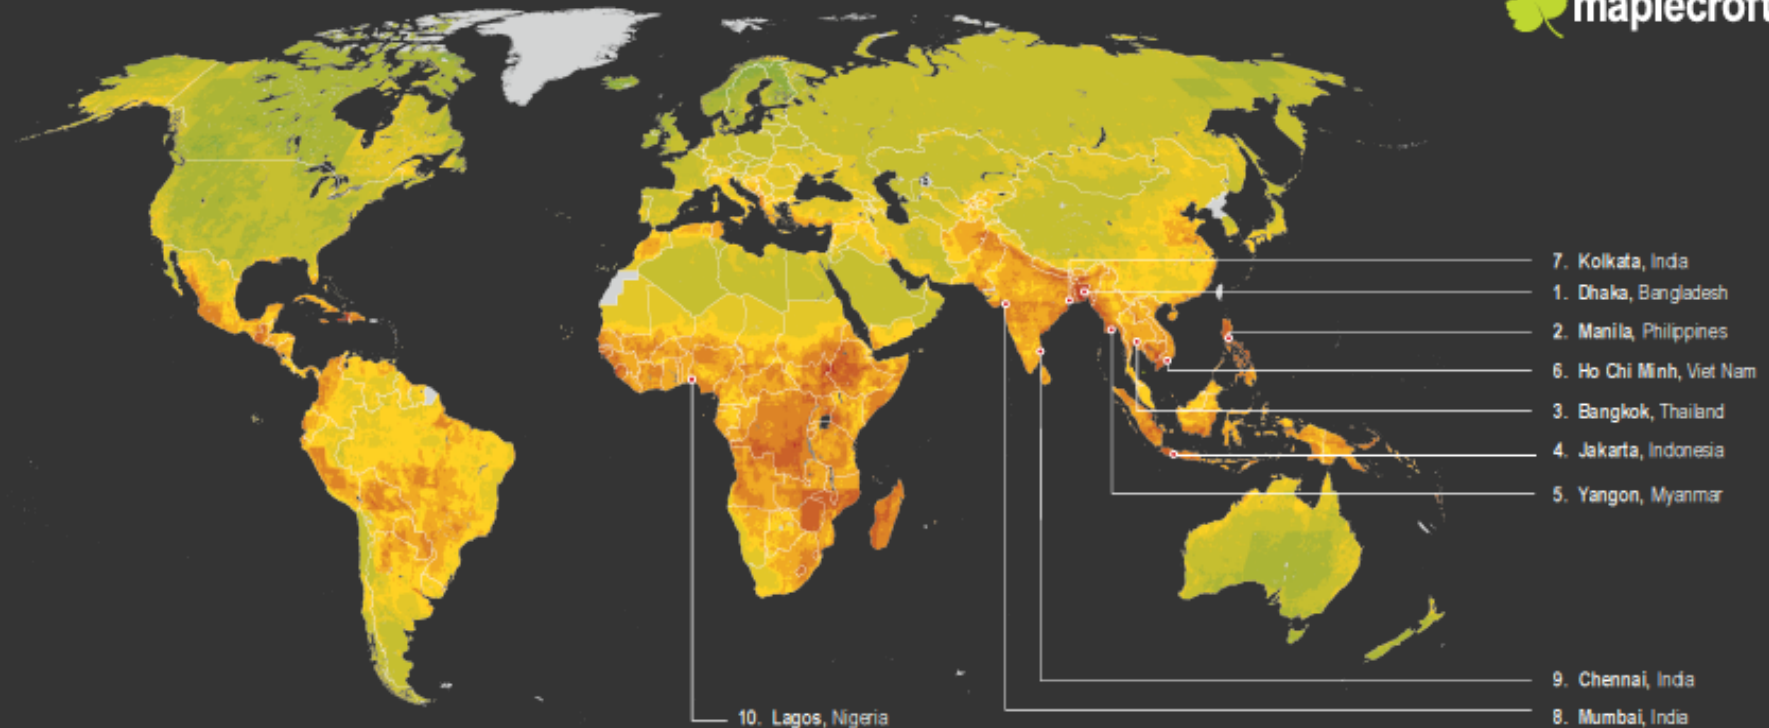 maplecroft
7. Kolkata, India
1. Dhaka, Bangladesh
2. Manila, Philippines
6. Ho Chi Minh, Viet Nam
3. Bangkok, Thailand
4. Jakarta, Indonesia
5. Yangon, Myanmar
9. Chennai, India
8. Mumbai, India
10. Lagos, Nigeria